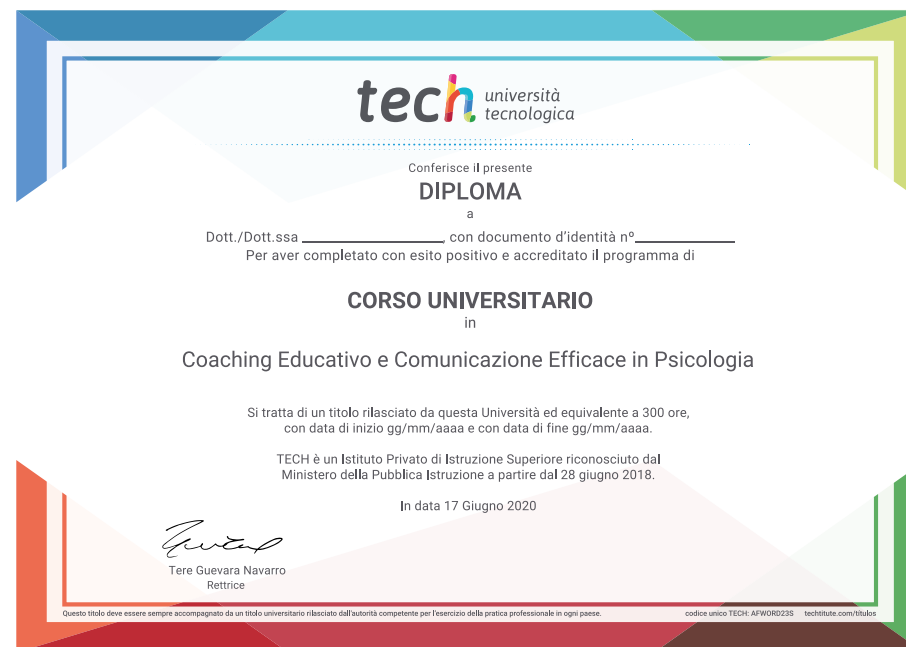 tech università
tecnologica
Conferisce il presente
DIPLOMA
a
Dott./Dott.ssa ____________________, con documento d'identità nº______________
Per aver completato con esito positivo e accreditato il programma di
CORSO UNIVERSITARIO
in
Coaching Educativo e Comunicazione Efficace in Psicologia
Si tratta di un titolo rilasciato da questa Università ed equivalente a 300 ore,
con data di inizio gg/mm/aaaa e con data di fine gg/mm/aaaa.
TECH è un Istituto Privato di Istruzione Superiore riconosciuto dal
Ministero della Pubblica Istruzione a partire dal 28 giugno 2018.
In data 17 Giugno 2020
Tere Guevara Navarro
Rettrice
Questo titolo deve essere sempre accompagnato da un titolo universitario rilasciato dall'autorità competente per l'esercizio della pratica professionale in ogni paese. codice unico TECH: AFWORD23S techtitute.com/títulos